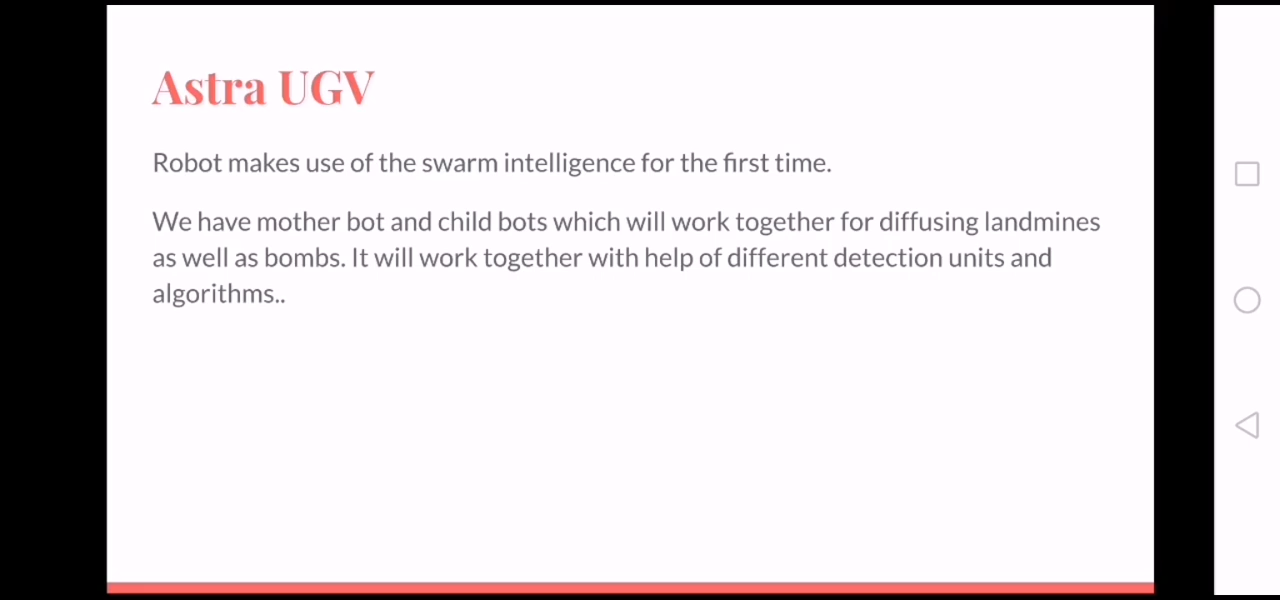 Astra UGV
Robot makes use of the swarm intelligence for the first time.
We have mother bot and child bots which will work together for diffusing landmines
as well as bombs. It will work together with help of different detection units and
algorithms..